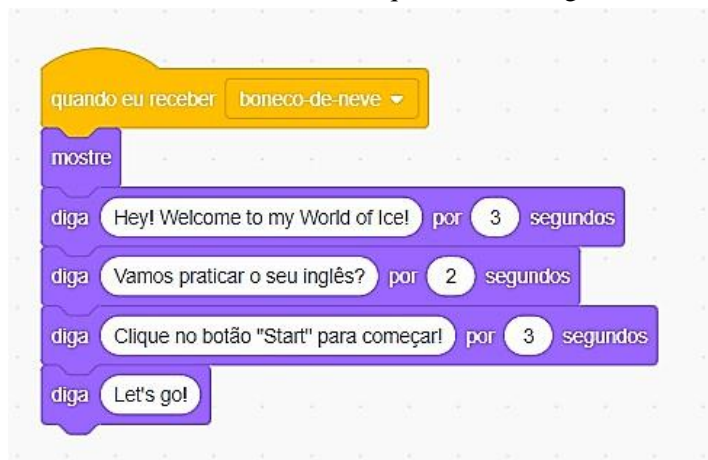 quando eu receber boneco-de-neve
mostre
diga Hey! Welcome to my World of Ice! por 3 segundos
diga Vamos praticar o seu inglês? por 2 segundos
diga Clique no botão "Start" para começar! por 3 segundos
diga Let's go!